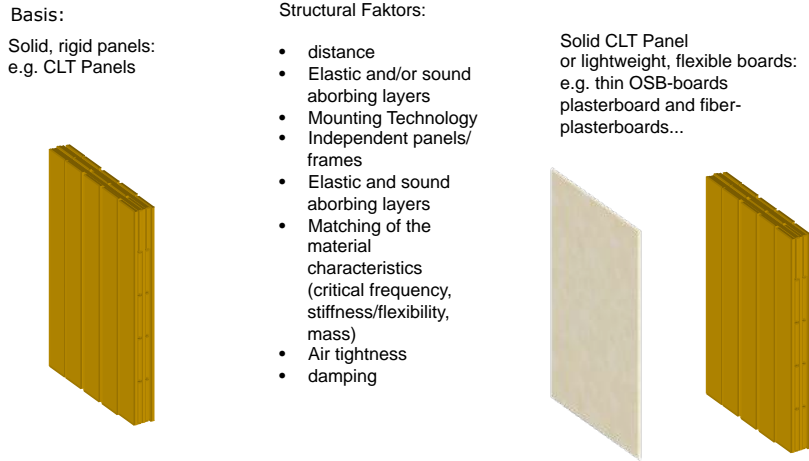 Basis:
Solid, rigid panels:
e.g. CLT Panels
Structural Faktors:
• distance
• Elastic and/or sound
aborbing layers
• Mounting Technology
• Independent panels/
frames
• Elastic and sound
aborbing layers
• Matching of the
material
characteristics
(critical frequency,
stiffness/flexibility,
mass)
• Air tightness
• damping
Solid CLT Panel
or lightweight, flexible boards:
e.g. thin OSB-boards
plasterboard and fiber-
plasterboards...